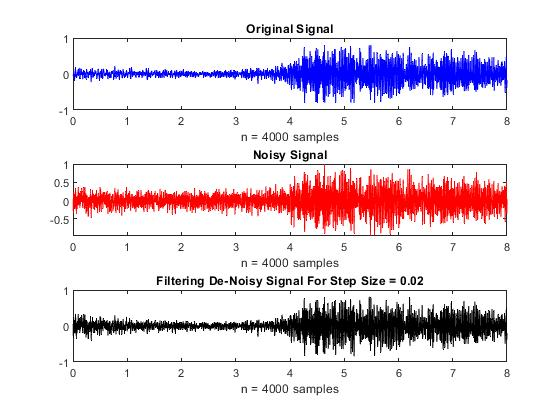 Original Signal
1
0
-1
0 1 2 3 4 5 6 7 8
n = 4000 samples
Noisy Signal
1
0.5
0
-0.5
0 1 2 3 4 5 6 7 8
n = 4000 samples
Filtering De-Noisy Signal For Step Size = 0.02
1
0
-1
0 1 2 3 4 5 6 7 8
n = 4000 samples